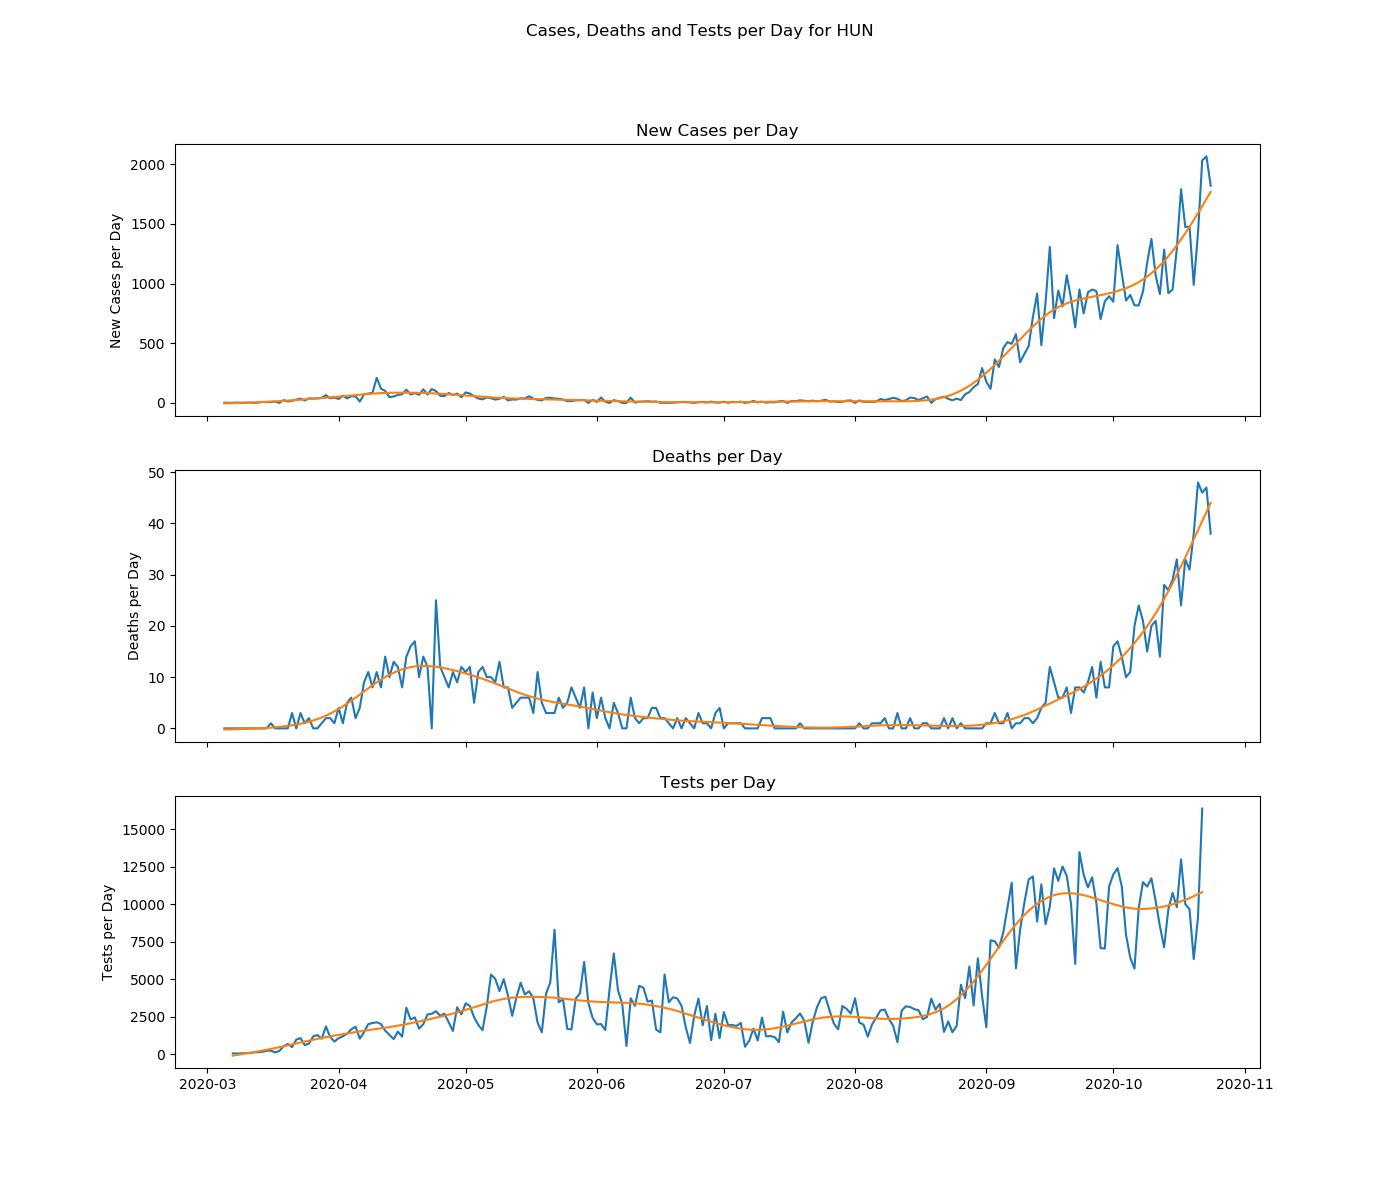 Cases, Deaths and Tests per Day for HUN
New Cases per Day
New Cases per Day
2000
1500
1000
500
0
Deaths per Day
Deaths per Day
50
40
30
20
10
0
Tests per Day
Tests per Day
15000
12500
10000
7500
5000
2500
0
2020-03 2020-04 2020-05 2020-06 2020-07 2020-08 2020-09 2020-10 2020-11